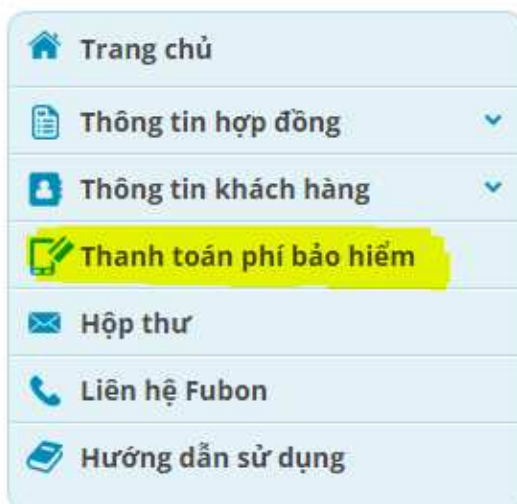 Trang chủ
Thông tin hợp đồng
Thông tin khách hàng
Thanh toán phí bảo hiểm
Hộp thư
Liên hệ Fubon
Hướng dẫn sử dụng